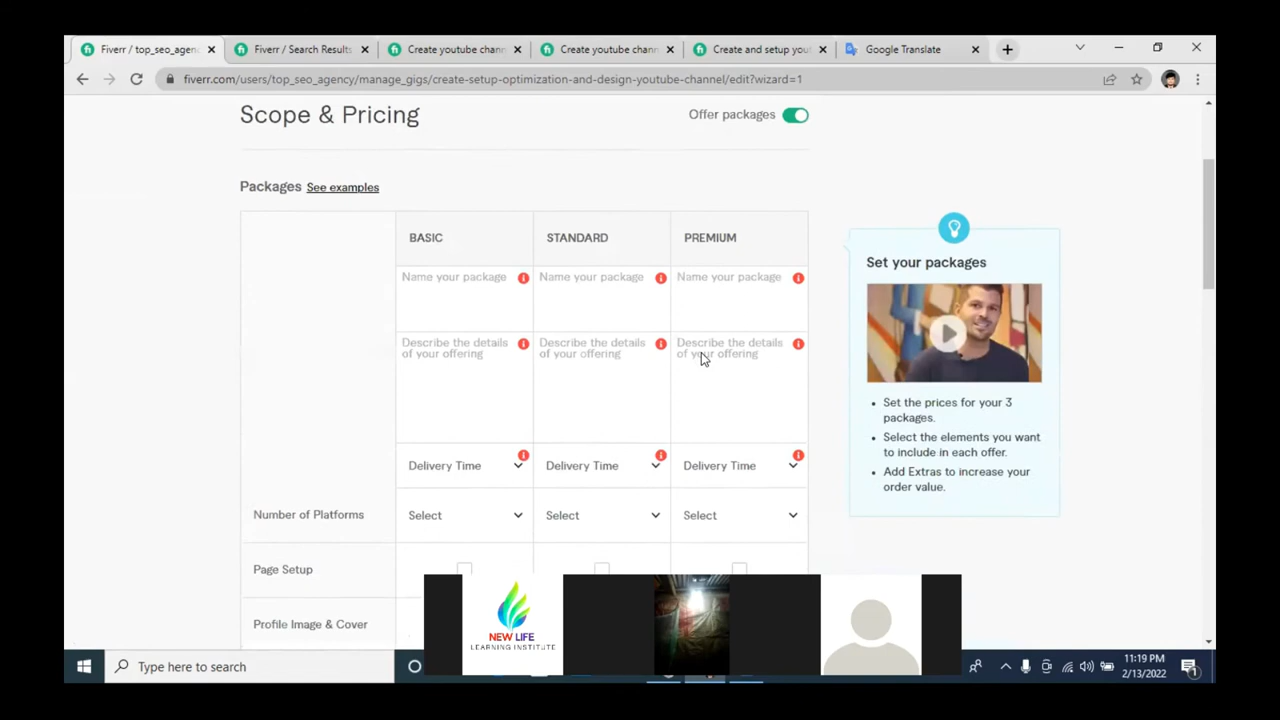 Fiverr / top_seo_agen
Fiverr / Search Results
Create youtube chann
Create youtube chann
Create and setup you
Google Translate
fiverr.com/users/top_seo_agency/manage_gigs/create-setup-optimization-and-design-youtube-channel/edit?wizard=1
Scope & Pricing
Offer packages
Packages See examples
BASIC
STANDARD
PREMIUM
Name your package
Name your package
Name your package
Describe the details
of your offering
Describe the details
of your offering
Describe the details
of your offering
Delivery Time
Delivery Time
Delivery Time
Number of Platforms
Select
Select
Select
Page Setup
Profile Image & Cover
Set your packages
Set the prices for your 3
packages.
Select the elements you want
to include in each offer.
Add Extras to increase your
order value.
NEW LIFE
LEARNING INSTITUTE
Type here to search
11:19 PM
2/13/2022
1